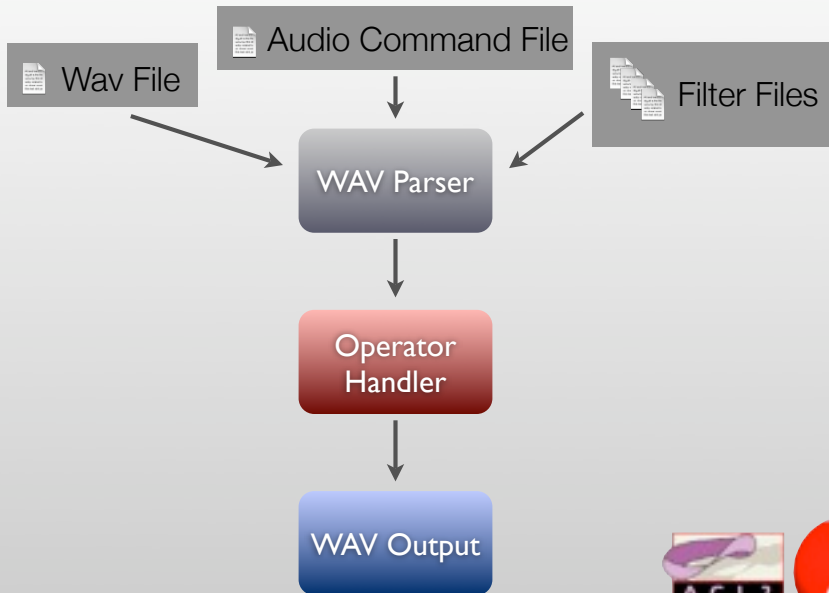 Audio Command File
Wav File
Filter Files
WAV Parser
Operator
Handler
WAV Output